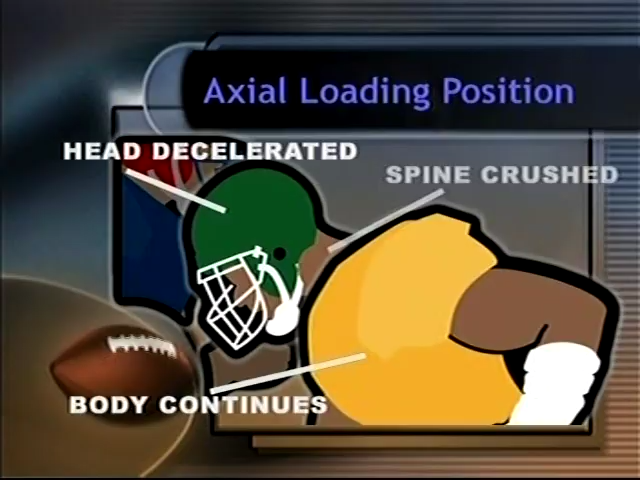 Axial Loading Position
HEAD DECELERATED
SPINE CRUSHED
BODY CONTINUES